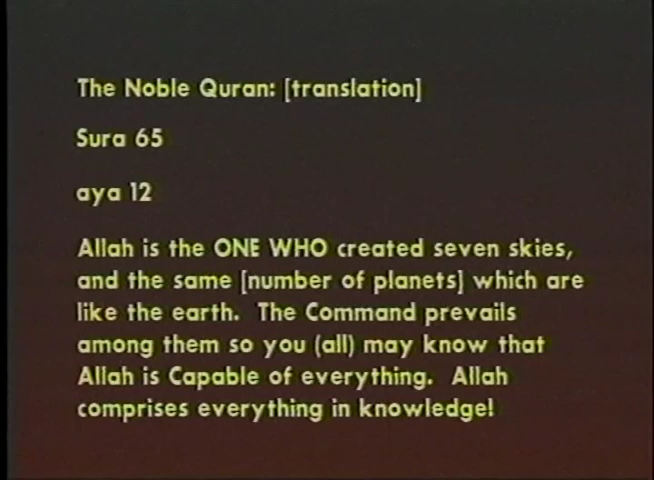 The Noble Quran: [translation]
Sura 65
aya 12
Allah is the ONE WHO created seven skies,
and the same [number of planets] which are
like the earth. The Command prevails
among them so you (all) may know that
Allah is Capable of everything. Allah
comprises everything in knowledge!